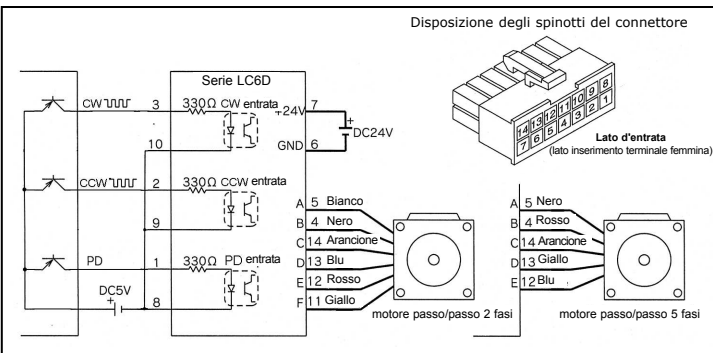 Disposizione degli spinotti del connettore
Serie LC6D
CW 3 330Ω CW entrata
+24V 7
DC24V
10
GND 6
CCW 2 330Ω CCW entrata
9
PD 1 330Ω PD entrata
DC5V
8
A 5 Bianco
B 4 Nero
C 14 Arancione
D 13 Blu
E 12 Rosso
F 11 Giallo
motore passo/passo 2 fasi
14 13 12 11 10 9 8
7 6 5 4 3 2 1
Lato d'entrata
(lato inserimento terminale femmina)
A 5 Nero
B 4 Rosso
C 14 Arancione
D 13 Giallo
E 12 Blu
motore passo/passo 5 fasi